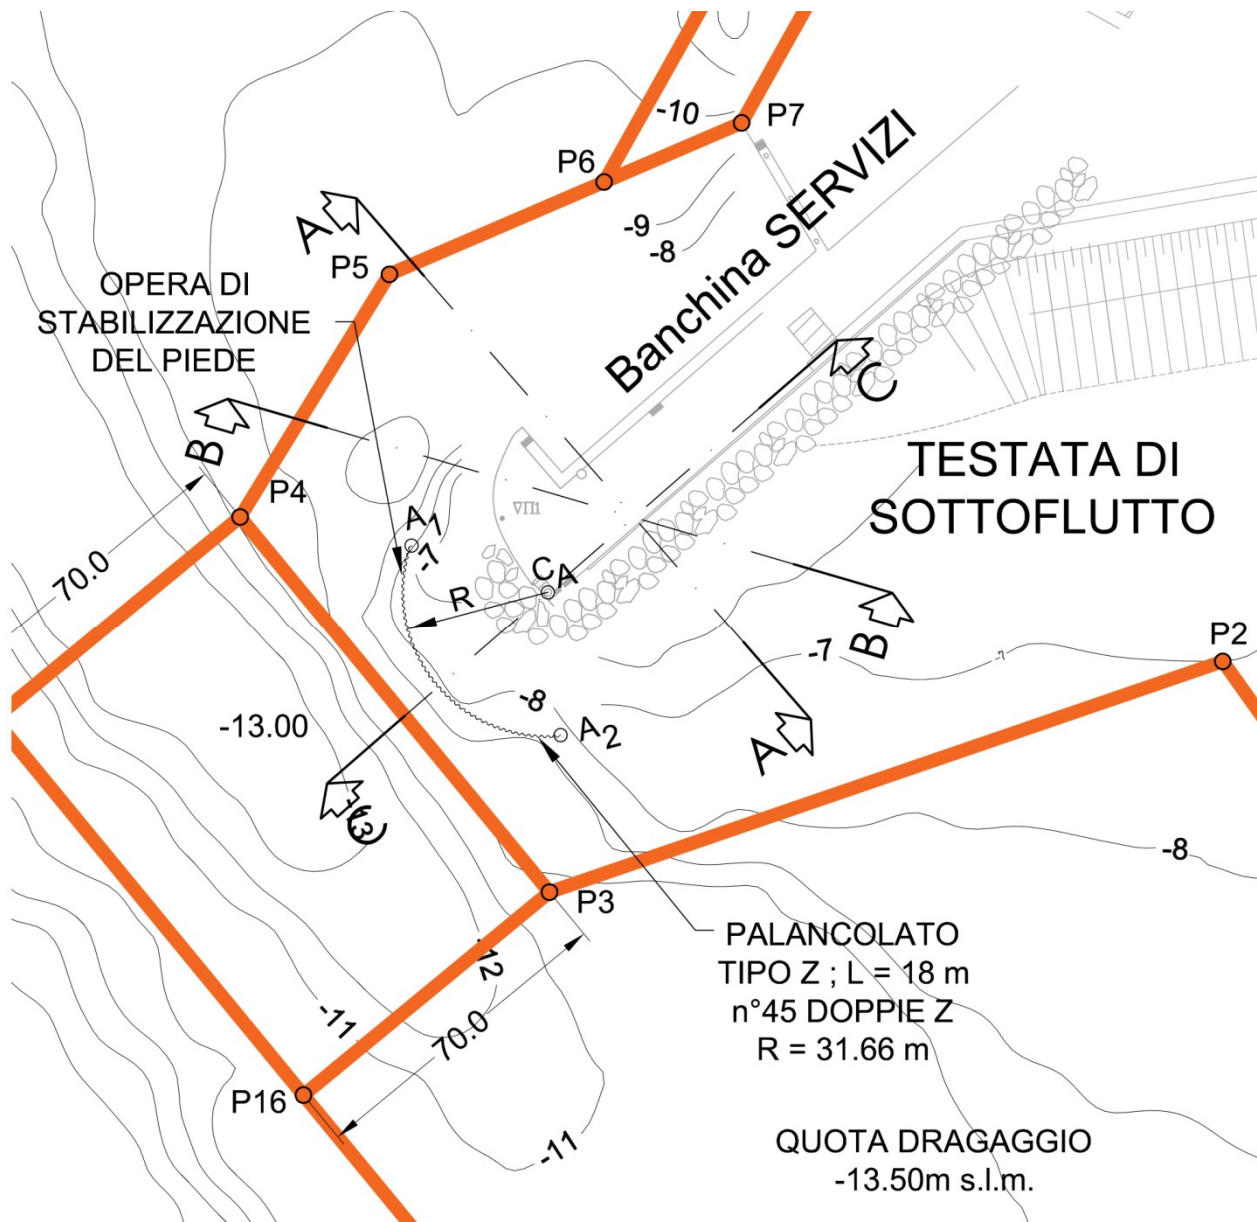 -10
P7
P6
Banchina SERVIZI
-9
-8
A
P5
OPERA DI
STABILIZZAZIONE
DEL PIEDE
C
B
TESTATA DI
SOTTOFLUTTO
P4
A1
-7
70.0
CA
R
B
P2
-7
-7
-8
A2
A
-13.00
-13
C
-8
P3
PALANCOLATO
TIPO Z ; L = 18 m
n°45 DOPPIE Z
R = 31.66 m
-12
-11
70.0
P16
-11
QUOTA DRAGAGGIO
-13.50m s.l.m.